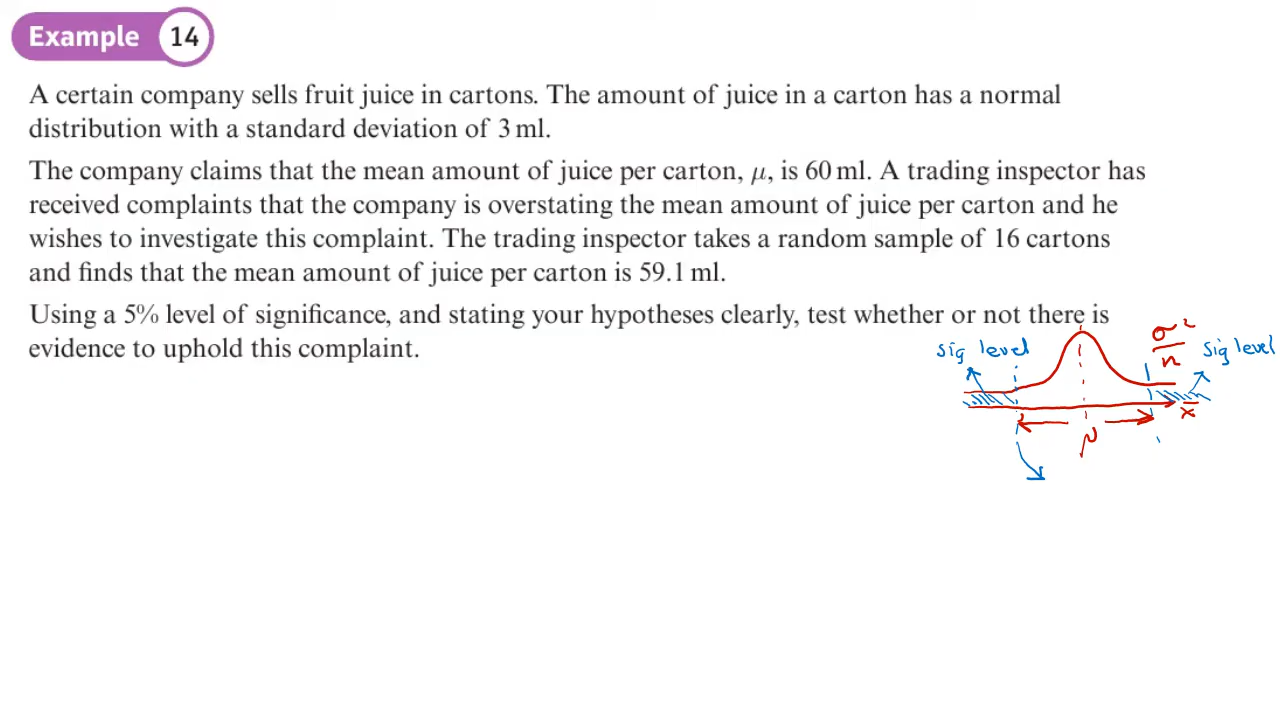 Example 14
A certain company sells fruit juice in cartons. The amount of juice in a carton has a normal
distribution with a standard deviation of 3 ml.
The company claims that the mean amount of juice per carton, μ, is 60 ml. A trading inspector has
received complaints that the company is overstating the mean amount of juice per carton and he
wishes to investigate this complaint. The trading inspector takes a random sample of 16 cartons
and finds that the mean amount of juice per carton is 59.1 ml.
Using a 5% level of significance, and stating your hypotheses clearly, test whether or not there is
evidence to uphold this complaint.
σ²/n
sig level
sig level
x̄
μ